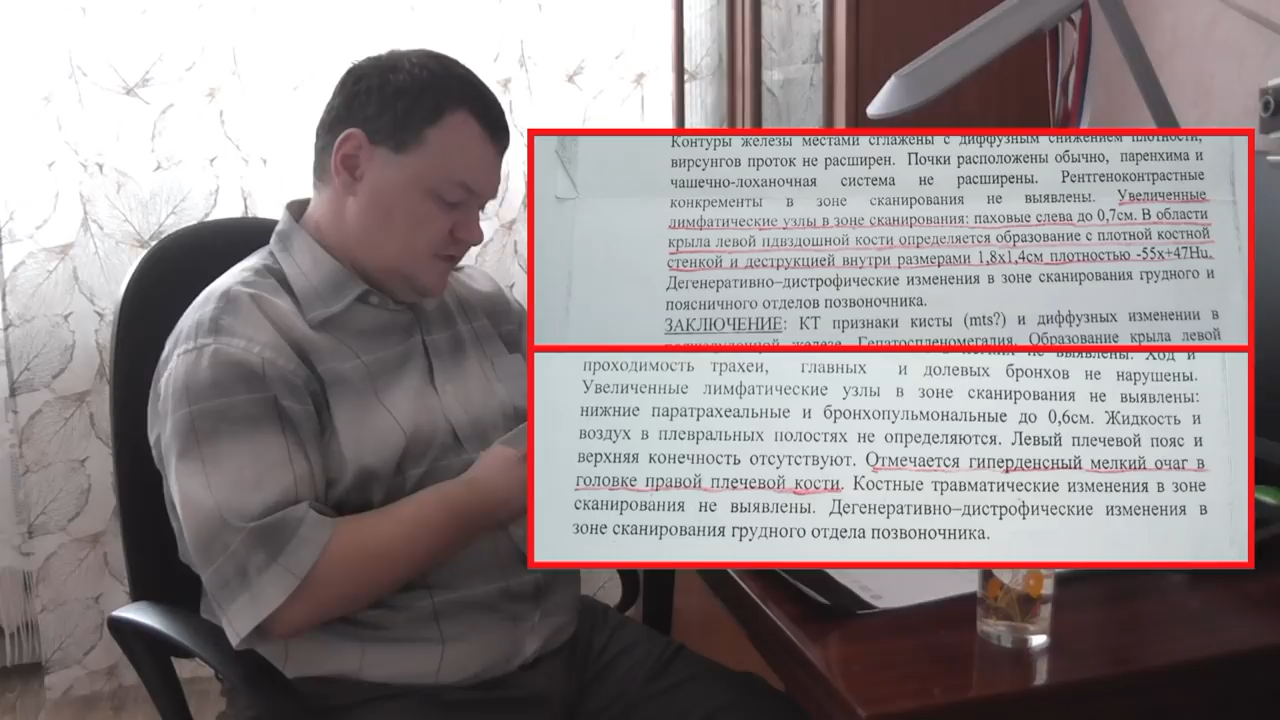 Контуры железы местами сглажены с диффузным снижением плотности,
вирсунгов проток не расширен. Почки расположены обычно, паренхима и
чашечно-лоханочная система не расширены. Рентгеноконтрастные
конкременты в зоне сканирования не выявлены. Увеличенные
лимфатические узлы в зоне сканирования: паховые слева до 0,7см. В области
крыла левой пдвздошной кости определяется образование с плотной костной
стенкой и деструкцией внутри размерами 1,8х1,4см плотностью -55х+47Hu.
Дегенеративно–дистрофические изменения в зоне сканирования грудного и
поясничного отделов позвоночника.
ЗАКЛЮЧЕНИЕ: КТ признаки кисты (mts?) и диффузных изменении в
железе. Гепатоспленомегалия. Образование крыла левой
не выявлены. Ход и
проходимость трахеи, главных и долевых бронхов не нарушены.
Увеличенные лимфатические узлы в зоне сканирования не выявлены:
нижние паратрахеальные и бронхопульмональные до 0,6см. Жидкость и
воздух в плевральных полостях не определяются. Левый плечевой пояс и
верхняя конечность отсутствуют. Отмечается гиперденсный мелкий очаг в
головке правой плечевой кости. Костные травматические изменения в зоне
сканирования не выявлены. Дегенеративно–дистрофические изменения в
зоне сканирования грудного отдела позвоночника.